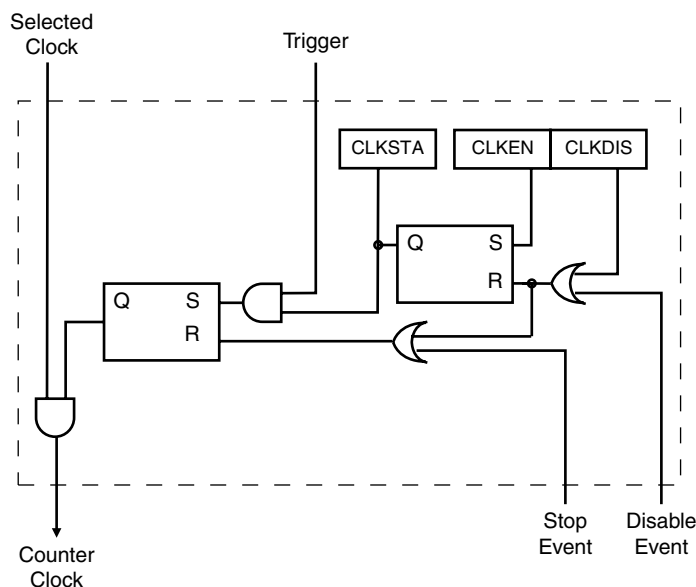 Selected
Clock
Trigger
CLKSTA
CLKEN
CLKDIS
Q
S
R
Q
S
R
Stop
Event
Disable
Event
Counter
Clock